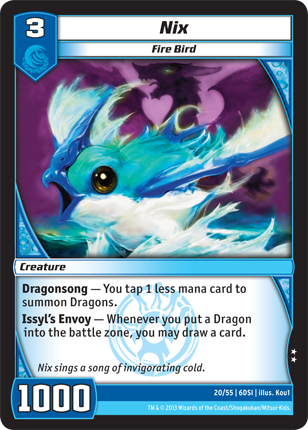 3
Nix
Fire Bird
Creature
Dragonsong — You tap 1 less mana card to
summon Dragons.
Issyl's Envoy — Whenever you put a Dragon
into the battle zone, you may draw a card.
Nix sings a song of invigorating cold.
1000
20/55 | 6DSI | illus. Kou1
TM & © 2013 Wizards of the Coast/Shogakukan/Mitsui-Kids.